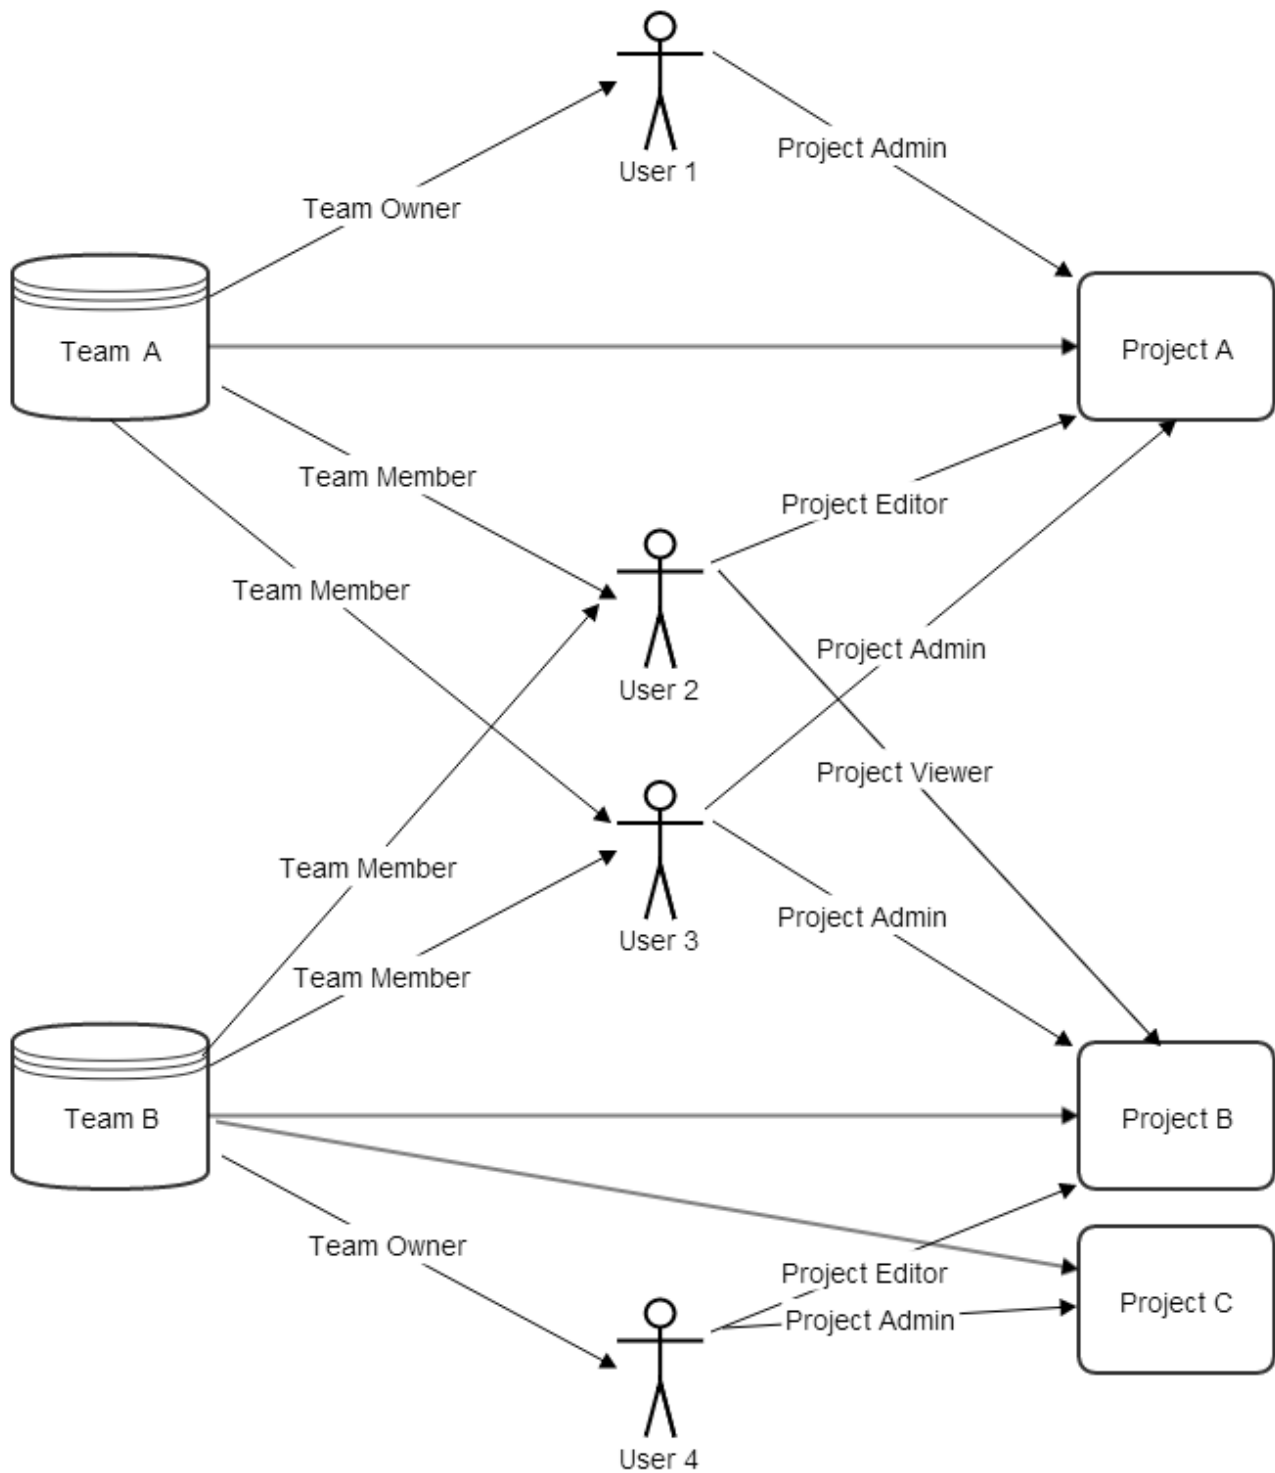 User 1
Project Admin
Team Owner
Team  A
Project A
Team Member
Project Editor
Team Member
Project Admin
User 2
Project Viewer
Team Member
Project Admin
User 3
Team Member
Team B
Project B
Team Owner
Project Editor
Project C
Project Admin
User 4